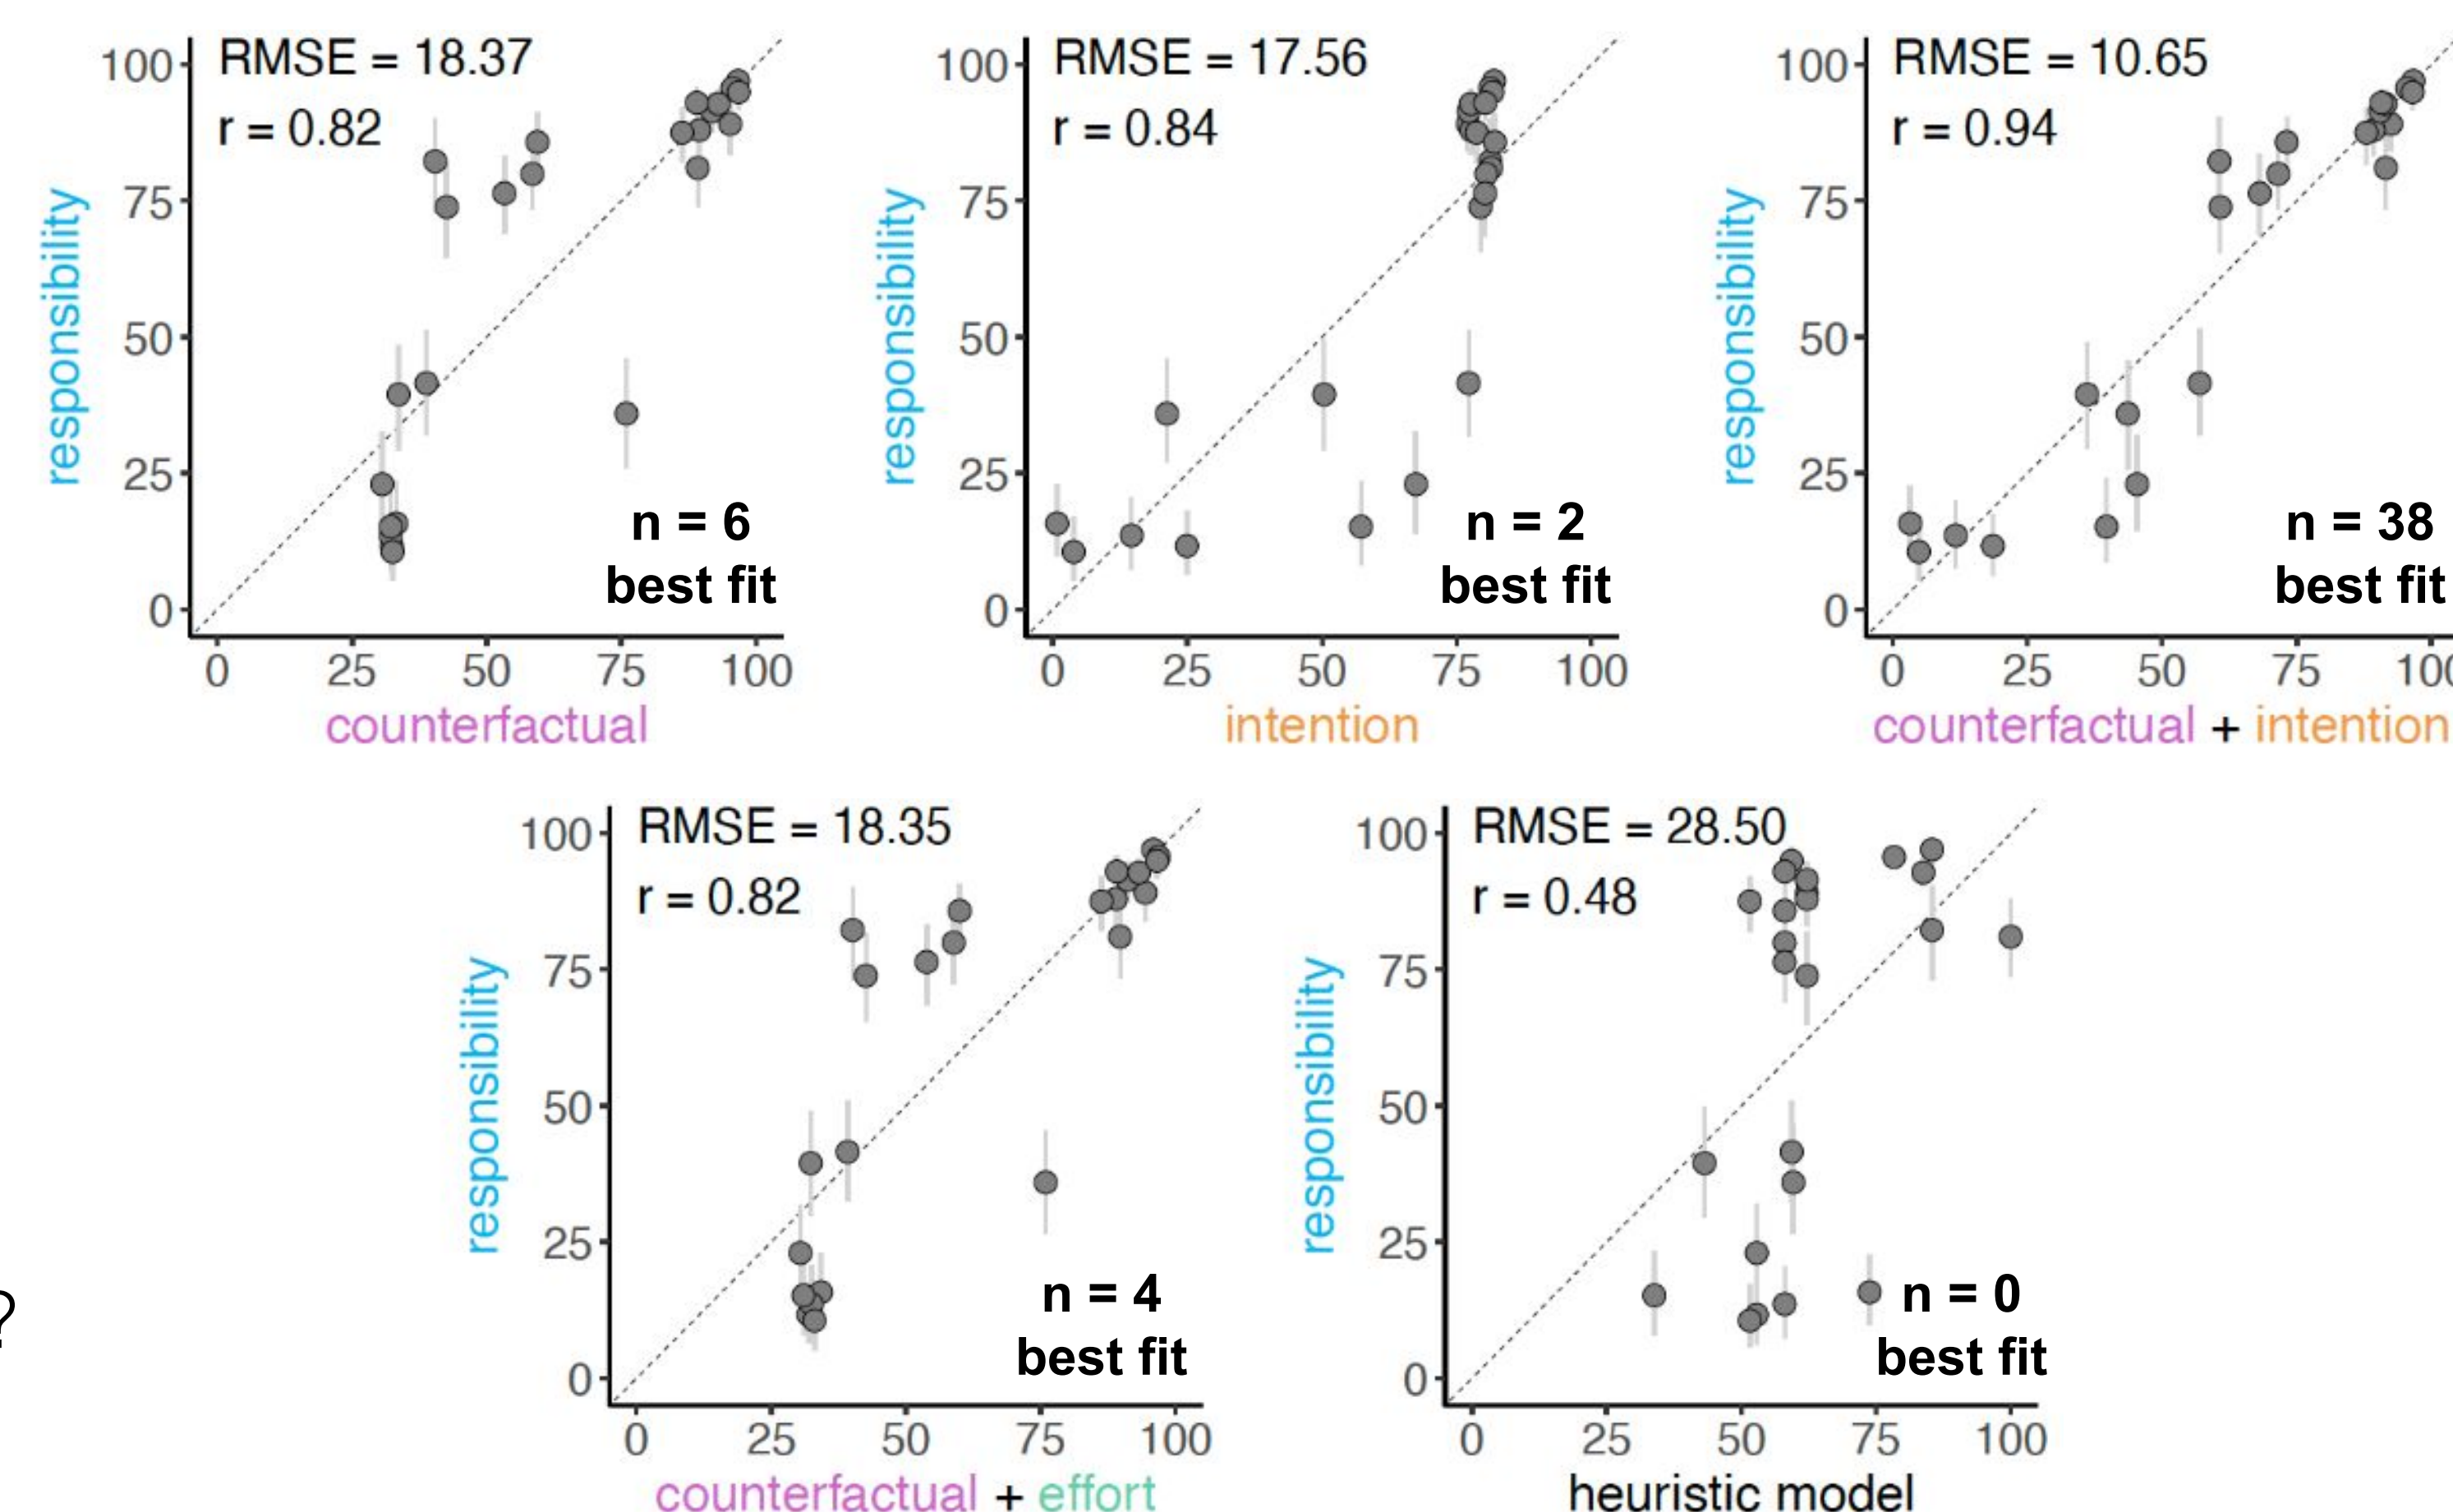 RMSE = 18.37
r = 0.82
100
75
50
25
0
responsibility
n = 6
best fit
0 25 50 75 100
counterfactual
RMSE = 17.56
r = 0.84
100
75
50
25
0
responsibility
n = 2
best fit
0 25 50 75 100
intention
RMSE = 10.65
r = 0.94
100
75
50
25
0
responsibility
n = 38
best fit
0 25 50 75 100
counterfactual + intention
?
RMSE = 18.35
r = 0.82
100
75
50
25
0
responsibility
n = 4
best fit
0 25 50 75 100
counterfactual + effort
RMSE = 28.50
r = 0.48
100
75
50
25
0
responsibility
n = 0
best fit
0 25 50 75 100
heuristic model